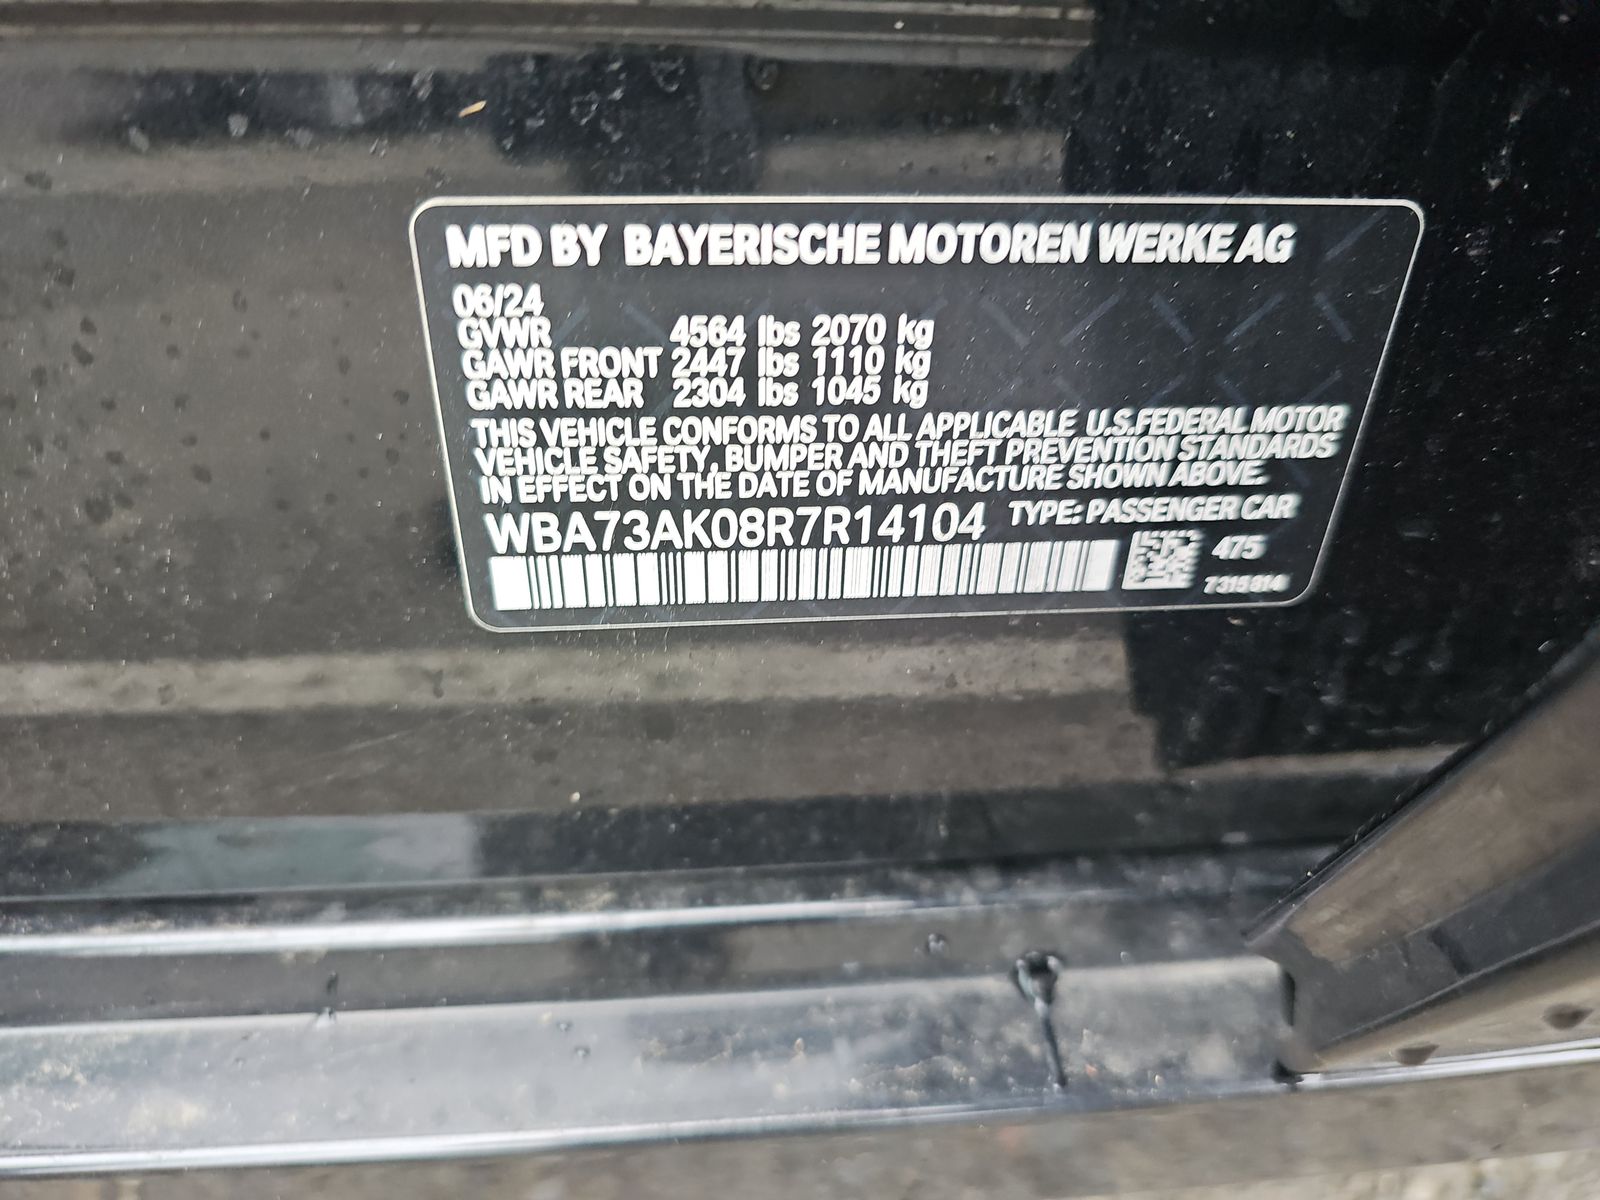 MFD BY BAYERISCHE MOTOREN WERKE AG
06/24
GVWR 4564 lbs 2070 kg
GAWR FRONT 2447 lbs 1110 kg
GAWR REAR 2304 lbs 1045 kg
THIS VEHICLE CONFORMS TO ALL APPLICABLE U.S.FEDERAL MOTOR
VEHICLE SAFETY, BUMPER AND THEFT PREVENTION STANDARDS
IN EFFECT ON THE DATE OF MANUFACTURE SHOWN ABOVE.
WBA73AK08R7R14104 TYPE: PASSENGER CAR
475
7315814